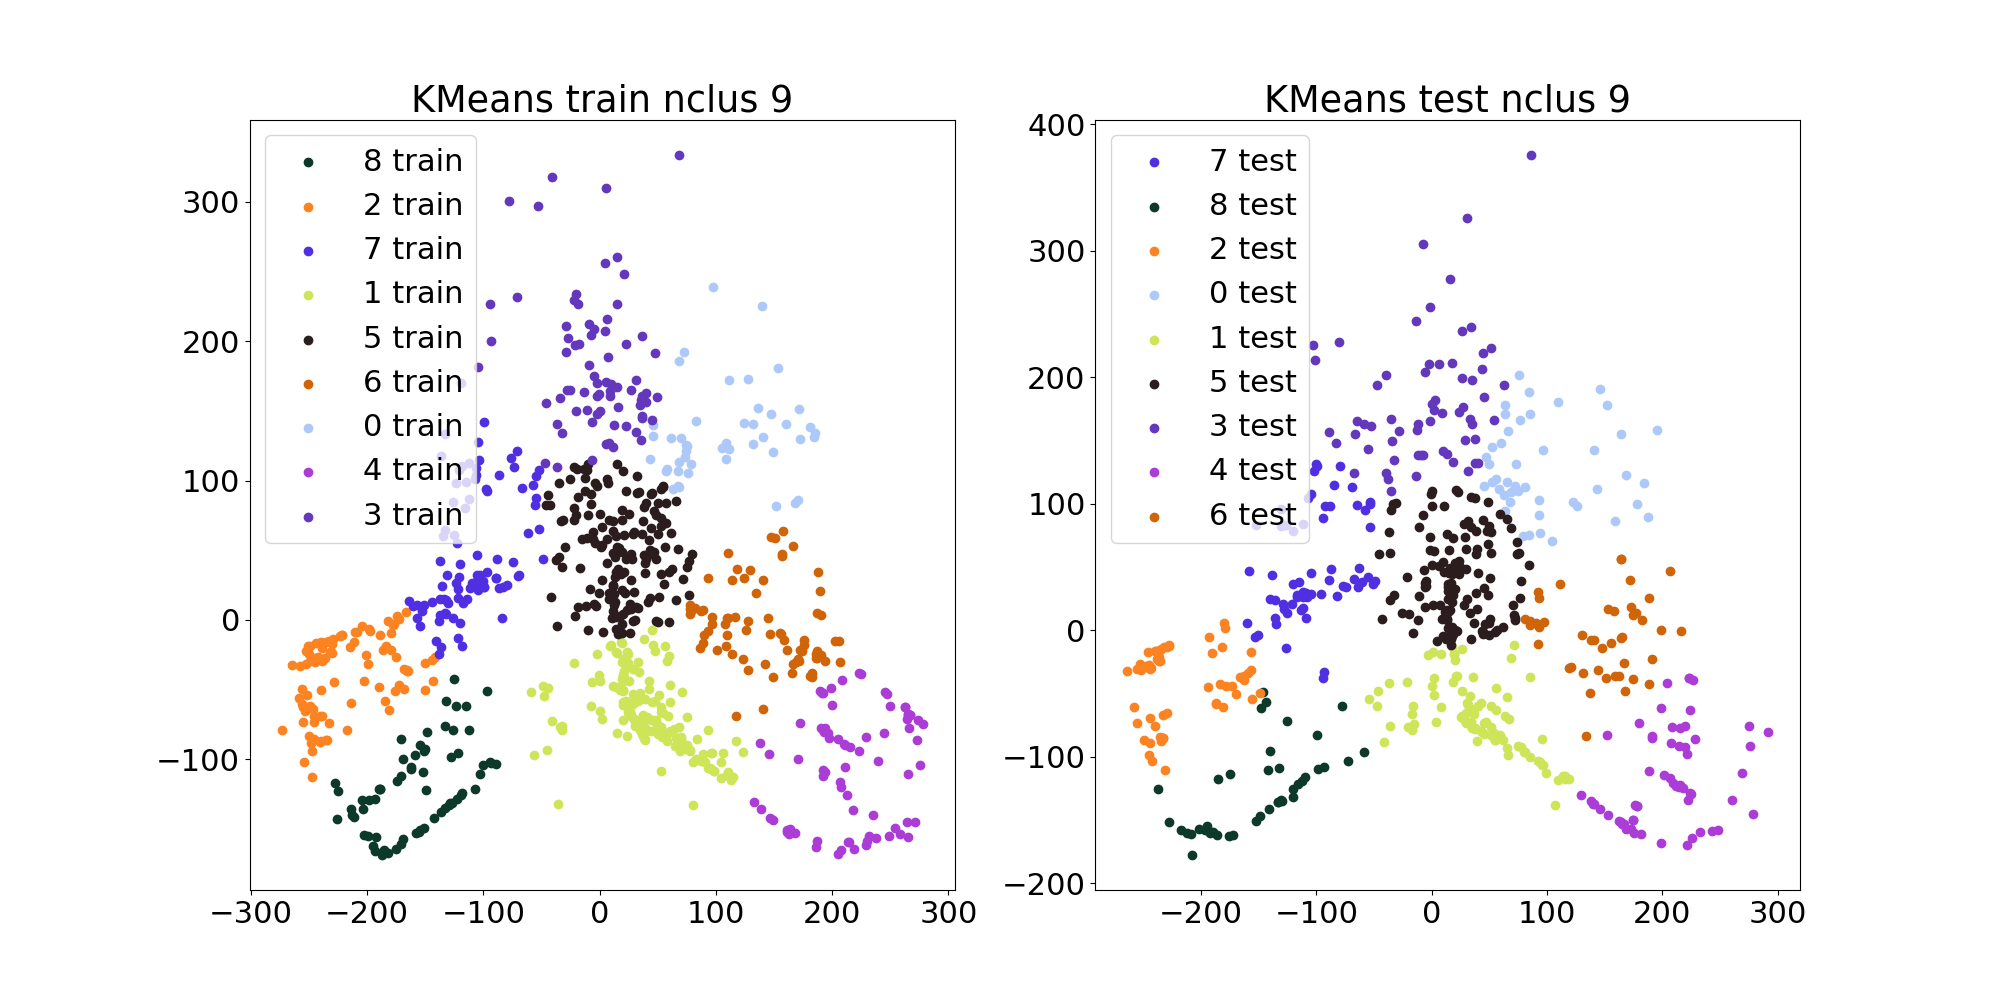 KMeans train nclus 9
8 train
2 train
7 train
1 train
5 train
6 train
0 train
4 train
3 train
300
200
100
0
−100
−300 −200 −100 0 100 200 300
KMeans test nclus 9
7 test
8 test
2 test
0 test
1 test
5 test
3 test
4 test
6 test
400
300
200
100
0
−100
−200
−200 −100 0 100 200 300